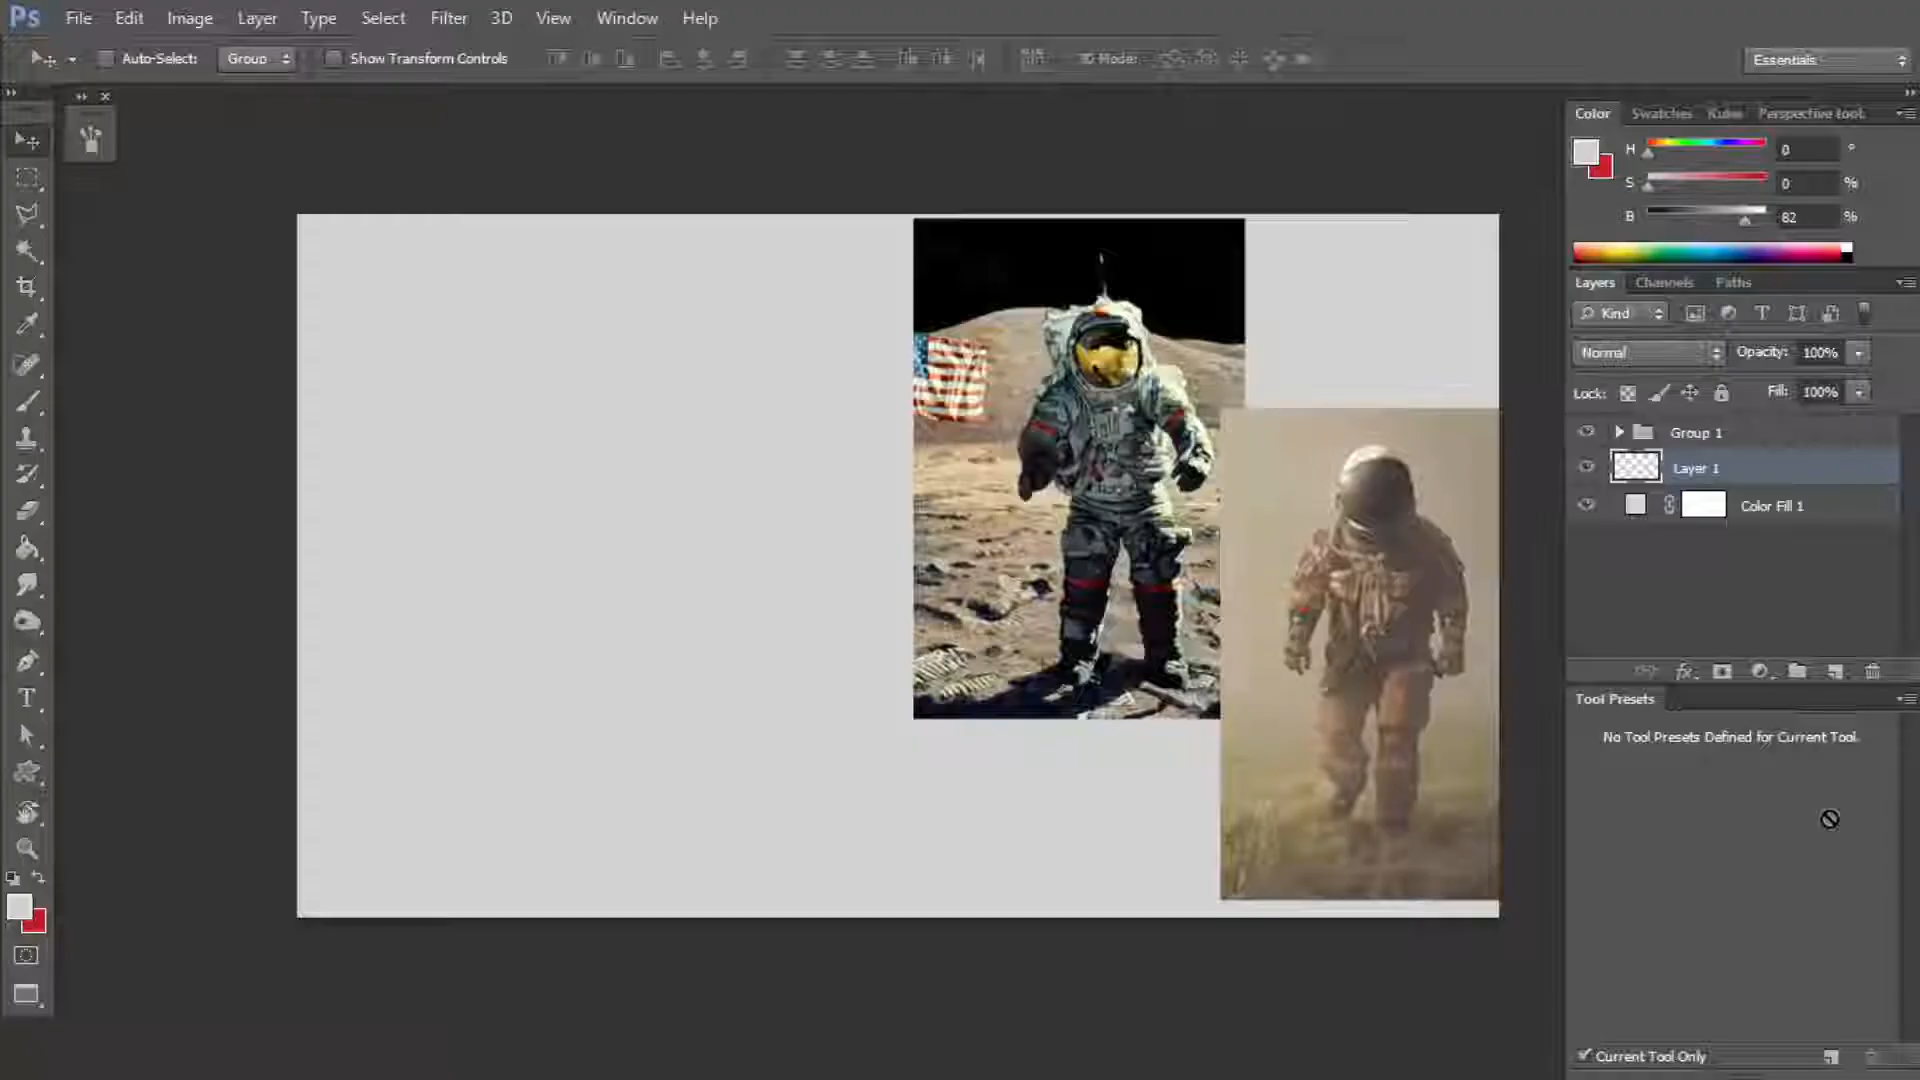 Ps File Edit Image Layer Type Select Filter 3D View Window Help
Auto-Select: Group Show Transform Controls 3D Mode: Essentials
Color Swatches Kuler Perspective tool
H 0 °
S 0 %
B 82 %
Layers Channels Paths
Kind
Normal Opacity: 100%
Lock: Fill: 100%
Group 1
Layer 1
Color Fill 1
Tool Presets
No Tool Presets Defined for Current Tool.
Current Tool Only